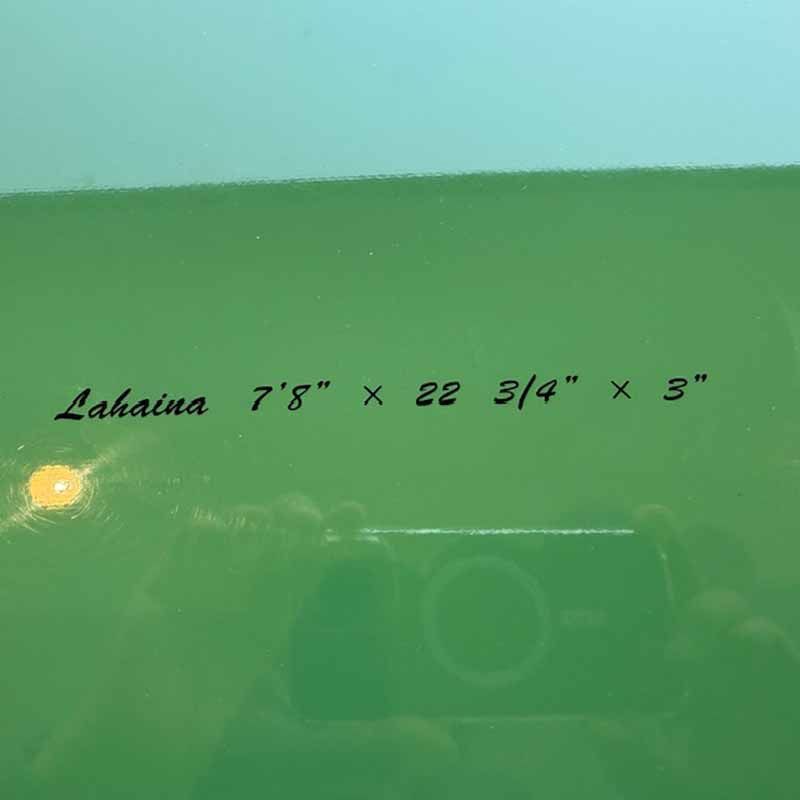 Lahaina 7'8" × 22 3/4" × 3"